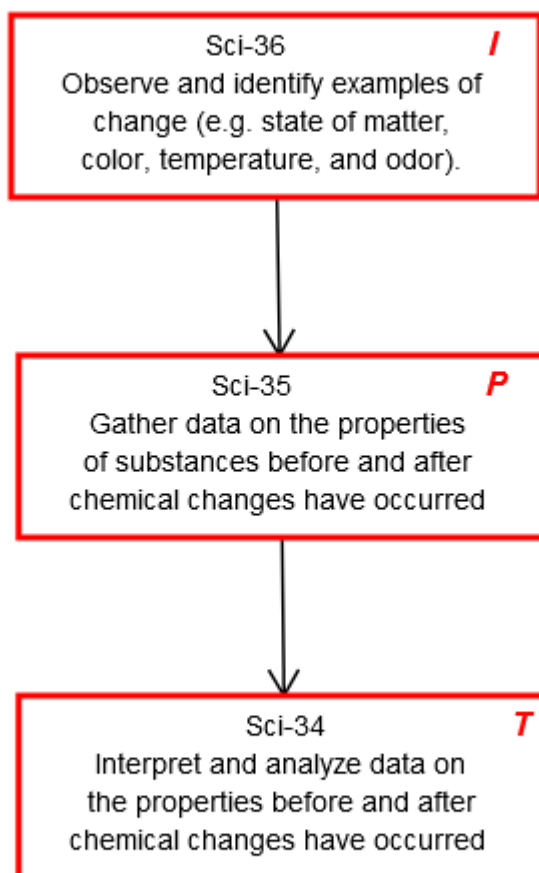 Sci-36 I
Observe and identify examples of
change (e.g. state of matter,
color, temperature, and odor).
Sci-35 P
Gather data on the properties
of substances before and after
chemical changes have occurred
Sci-34 T
Interpret and analyze data on
the properties before and after
chemical changes have occurred